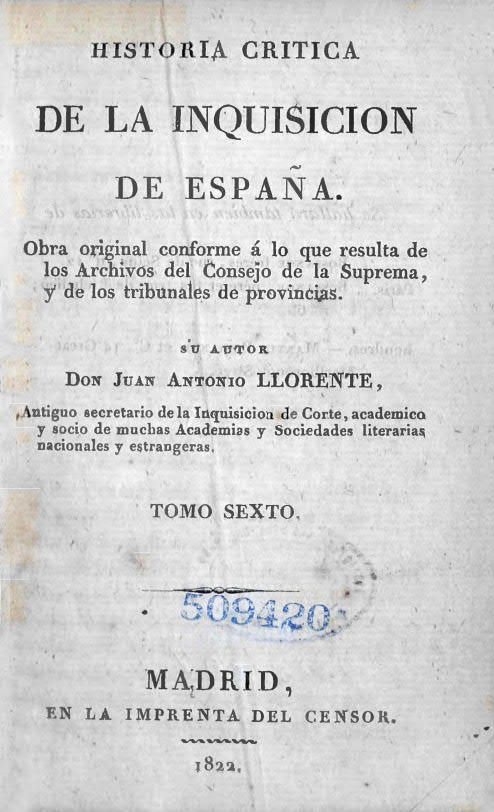 HISTORIA CRITICA
DE LA INQUISICION
DE ESPAÑA.
Obra original conforme á lo que resulta de
los Archivos del Consejo de la Suprema,
y de los tribunales de provincias.
SU AUTOR
DON JUAN ANTONIO LLORENTE,
Antiguo secretario de la Inquisicion de Corte, academico
y socio de muchas Academias y Sociedades literarias
nacionales y estrangeras.
TOMO SEXTO.
509420
MADRID,
EN LA IMPRENTA DEL CENSOR.
1822.